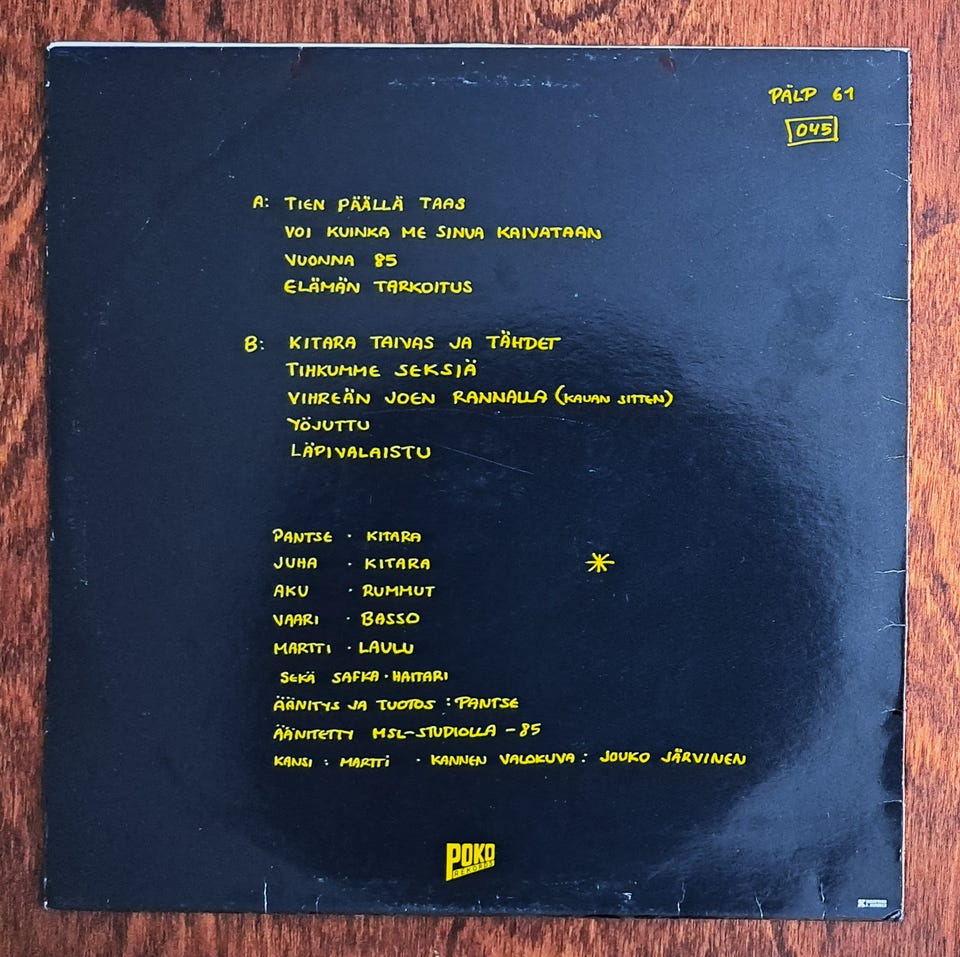 PÄLP 61
045
A: TIEN PÄÄLLÄ TAAS
VOI KUINKA ME SINUA KAIVATAAN
VUONNA 85
ELÄMÄN TARKOITUS
B: KITARA TAIVAS JA TÄHDET
TIHKUMME SEKSIÄ
VIHREÄN JOEN RANNALLA (KAUAN SITTEN)
YÖJUTTU
LÄPIVALAISTU
PANTSE · KITARA
JUHA · KITARA
AKU · RUMMUT
VAARI · BASSO
MARTTI · LAULU
SEKÄ SAFKA · HAITARI
ÄÄNITYS JA TUOTOS : PANTSE
ÄÄNITETTY MSL-STUDIOLLA -85
KANSI : MARTTI · KANNEN VALOKUVA : JOUKO JÄRVINEN
POKO
REKORDS